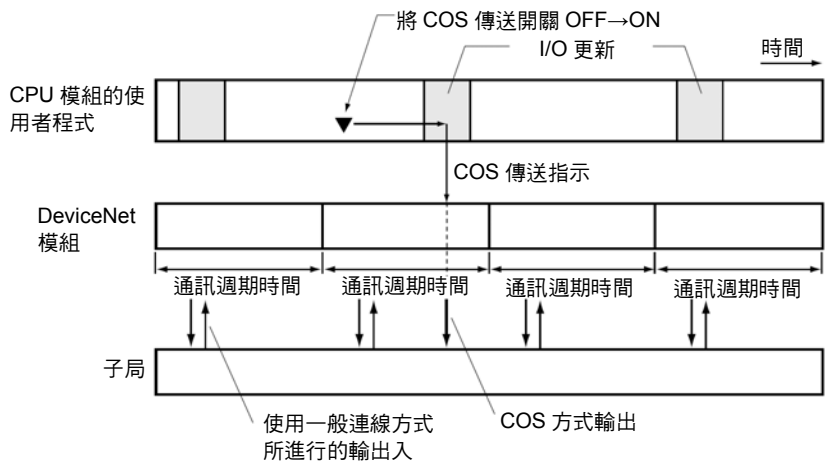 將 COS 傳送開關 OFF→ON
I/O 更新
時間
CPU 模組的使
用者程式
COS 傳送指示
DeviceNet
模組
通訊週期時間
通訊週期時間
通訊週期時間
通訊週期時間
子局
使用一般連線方式
所進行的輸出入
COS 方式輸出